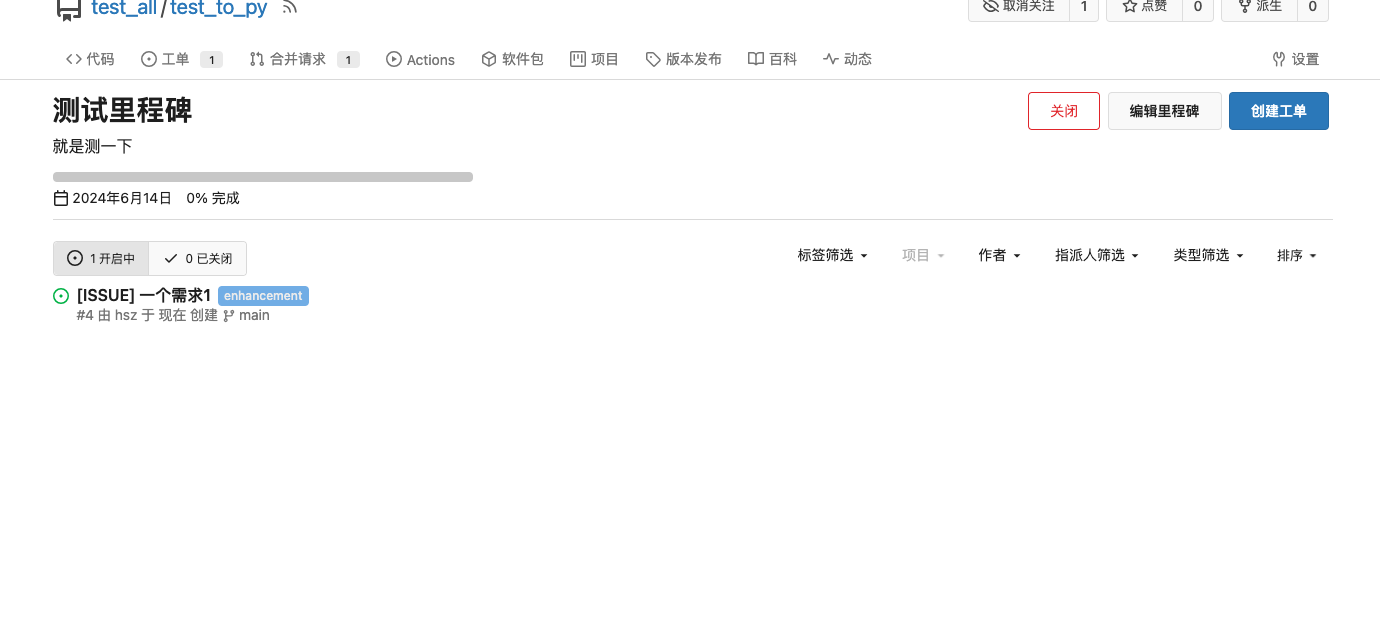 test_all/test_to_py 取消关注 1 点赞 0 派生 0
代码 工单 1 合并请求 1 Actions 软件包 项目 版本发布 百科 动态 设置
测试里程碑 关闭 编辑里程碑 创建工单
就是测一下
2024年6月14日 0% 完成
1 开启中 0 已关闭 标签筛选 项目 作者 指派人筛选 类型筛选 排序
[ISSUE] 一个需求1 enhancement
#4 由 hsz 于 现在 创建 main